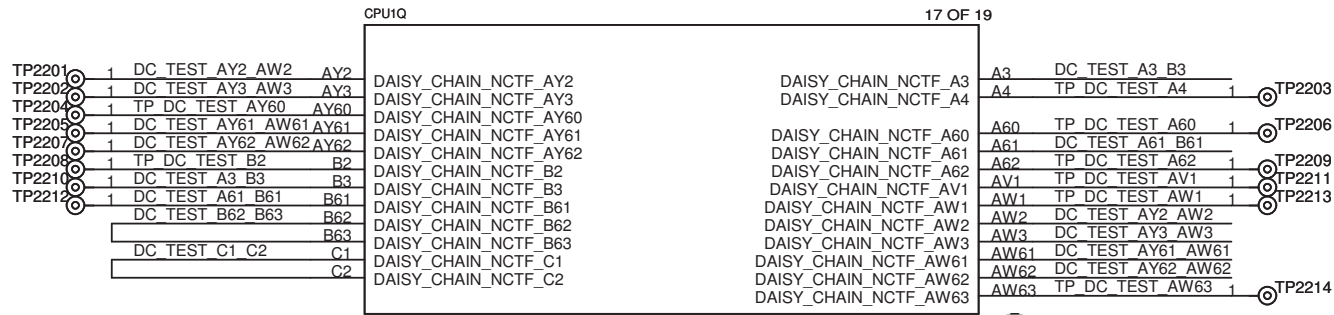 CPU1Q 17 OF 19
TP2201 1 DC_TEST_AY2_AW2 AY2 DAISY_CHAIN_NCTF_AY2 DAISY_CHAIN_NCTF_A3 A3 DC_TEST_A3_B3
TP2202 1 DC_TEST_AY3_AW3 AY3 DAISY_CHAIN_NCTF_AY3 DAISY_CHAIN_NCTF_A4 A4 TP_DC_TEST_A4 1 TP2203
TP2204 1 TP_DC_TEST_AY60 AY60 DAISY_CHAIN_NCTF_AY60
TP2205 1 DC_TEST_AY61_AW61 AY61 DAISY_CHAIN_NCTF_AY61 DAISY_CHAIN_NCTF_A60 A60 TP_DC_TEST_A60 1 TP2206
TP2207 1 DC_TEST_AY62_AW62 AY62 DAISY_CHAIN_NCTF_AY62 DAISY_CHAIN_NCTF_A61 A61 DC_TEST_A61_B61
TP2208 1 TP_DC_TEST_B2 B2 DAISY_CHAIN_NCTF_B2 DAISY_CHAIN_NCTF_A62 A62 TP_DC_TEST_A62 1 TP2209
TP2210 1 DC_TEST_A3_B3 B3 DAISY_CHAIN_NCTF_B3 DAISY_CHAIN_NCTF_AV1 AV1 TP_DC_TEST_AV1 1 TP2211
TP2212 1 DC_TEST_A61_B61 B61 DAISY_CHAIN_NCTF_B61 DAISY_CHAIN_NCTF_AW1 AW1 TP_DC_TEST_AW1 1 TP2213
DC_TEST_B62_B63 B62 DAISY_CHAIN_NCTF_B62 DAISY_CHAIN_NCTF_AW2 AW2 DC_TEST_AY2_AW2
B63 DAISY_CHAIN_NCTF_B63 DAISY_CHAIN_NCTF_AW3 AW3 DC_TEST_AY3_AW3
DC_TEST_C1_C2 C1 DAISY_CHAIN_NCTF_C1 DAISY_CHAIN_NCTF_AW61 AW61 DC_TEST_AY61_AW61
C2 DAISY_CHAIN_NCTF_C2 DAISY_CHAIN_NCTF_AW62 AW62 DC_TEST_AY62_AW62
DAISY_CHAIN_NCTF_AW63 AW63 TP_DC_TEST_AW63 1 TP2214